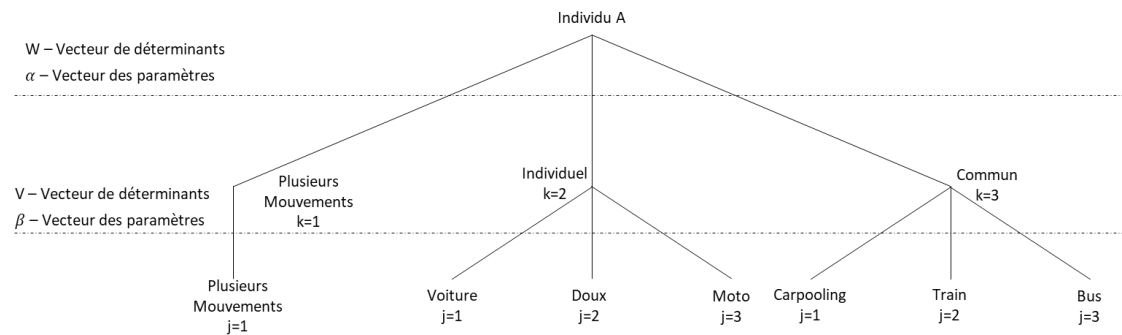 Individu A
W – Vecteur de déterminants
α – Vecteur des paramètres
Plusieurs
Mouvements
k=1
Individuel
k=2
Commun
k=3
V – Vecteur de déterminants
β – Vecteur des paramètres
Plusieurs
Mouvements
j=1
Voiture
j=1
Doux
j=2
Moto
j=3
Carpooling
j=1
Train
j=2
Bus
j=3